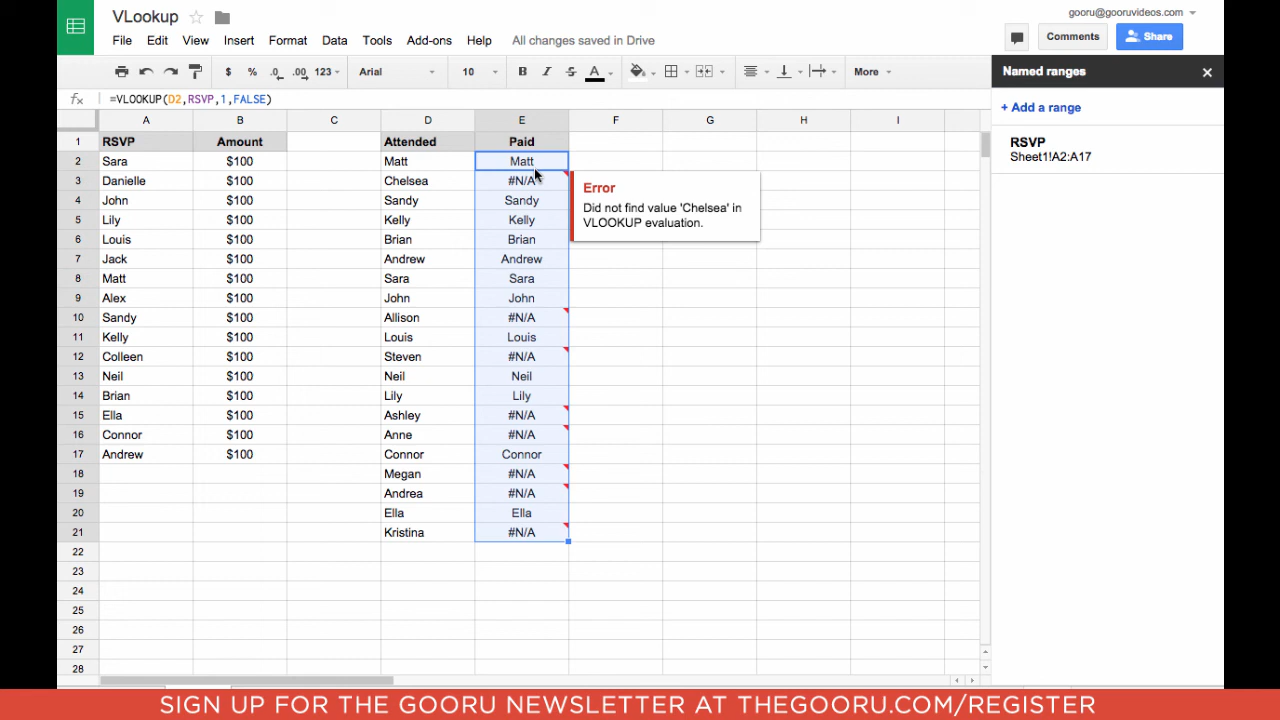 VLookup
gooru@gooruvideos.com
File Edit View Insert Format Data Tools Add-ons Help All changes saved in Drive
Comments
Share
$ % .0 .00 123 Arial 10 B I S A More
Named ranges
fx =VLOOKUP(D2,RSVP,1,FALSE)
+ Add a range
RSVP
Sheet1!A2:A17
A B C D E F G H I
1 RSVP Amount Attended Paid
2 Sara $100 Matt Matt
3 Danielle $100 Chelsea #N/A
4 John $100 Sandy Sandy
5 Lily $100 Kelly Kelly
6 Louis $100 Brian Brian
7 Jack $100 Andrew Andrew
8 Matt $100 Sara Sara
9 Alex $100 John John
10 Sandy $100 Allison #N/A
11 Kelly $100 Louis Louis
12 Colleen $100 Steven #N/A
13 Neil $100 Neil Neil
14 Brian $100 Lily Lily
15 Ella $100 Ashley #N/A
16 Connor $100 Anne #N/A
17 Andrew $100 Connor Connor
18 Megan #N/A
19 Andrea #N/A
20 Ella Ella
21 Kristina #N/A
22
23
24
25
26
27
28
Error
Did not find value 'Chelsea' in
VLOOKUP evaluation.
SIGN UP FOR THE GOORU NEWSLETTER AT THEGOORU.COM/REGISTER